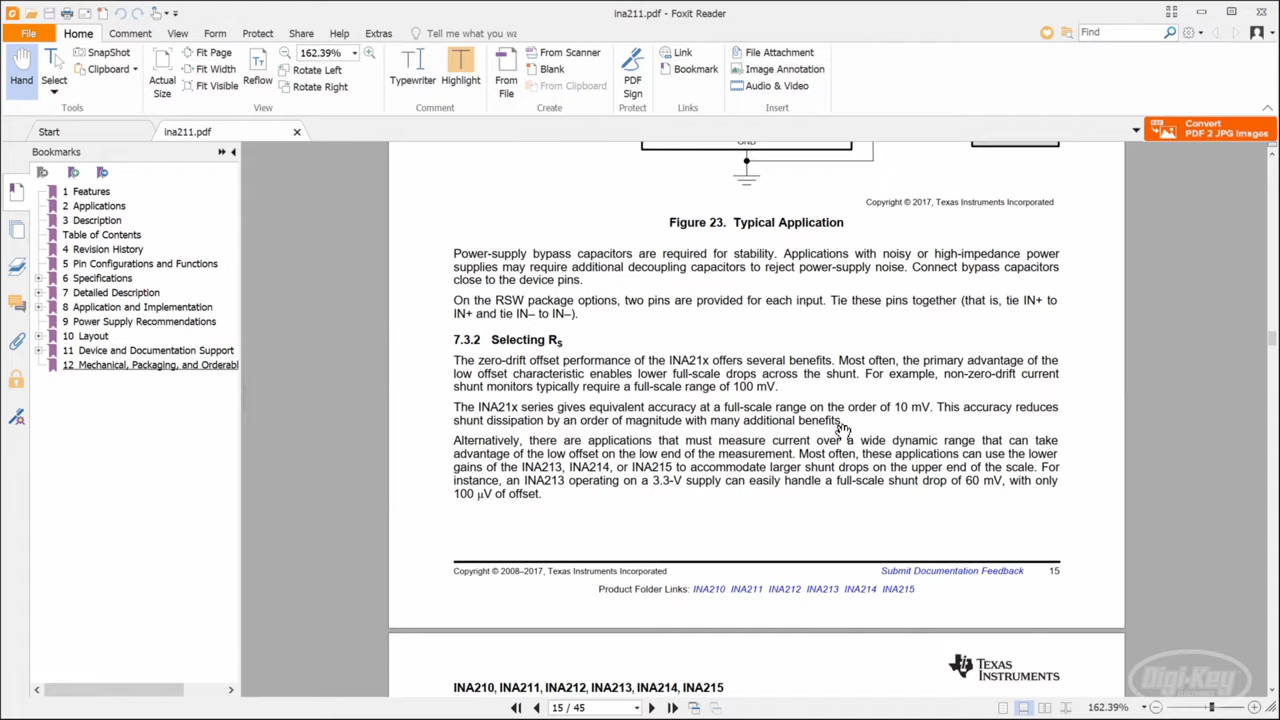 ina211.pdf - Foxit Reader
File Home Comment View Form Protect Share Help Extras Tell me what you wa Find
Hand
Select
SnapShot
Clipboard
Tools
Actual Size
Fit Page
Fit Width
Fit Visible
Reflow
162.39%
Rotate Left
Rotate Right
View
Typewriter
Highlight
Comment
From File
From Scanner
Blank
From Clipboard
Create
PDF Sign
Protect
Link
Bookmark
Links
File Attachment
Image Annotation
Audio & Video
Insert
Start
ina211.pdf
Convert
PDF 2 JPG Images
Bookmarks
1 Features
2 Applications
3 Description
Table of Contents
4 Revision History
5 Pin Configurations and Functions
6 Specifications
7 Detailed Description
8 Application and Implementation
9 Power Supply Recommendations
10 Layout
11 Device and Documentation Support
12 Mechanical, Packaging, and Orderabl
GND
Copyright © 2017, Texas Instruments Incorporated
Figure 23. Typical Application
Power-supply bypass capacitors are required for stability. Applications with noisy or high-impedance power
supplies may require additional decoupling capacitors to reject power-supply noise. Connect bypass capacitors
close to the device pins.
On the RSW package options, two pins are provided for each input. Tie these pins together (that is, tie IN+ to
IN+ and tie IN– to IN–).
7.3.2 Selecting RS
The zero-drift offset performance of the INA21x offers several benefits. Most often, the primary advantage of the
low offset characteristic enables lower full-scale drops across the shunt. For example, non-zero-drift current
shunt monitors typically require a full-scale range of 100 mV.
The INA21x series gives equivalent accuracy at a full-scale range on the order of 10 mV. This accuracy reduces
shunt dissipation by an order of magnitude with many additional benefits.
Alternatively, there are applications that must measure current over a wide dynamic range that can take
advantage of the low offset on the low end of the measurement. Most often, these applications can use the lower
gains of the INA213, INA214, or INA215 to accommodate larger shunt drops on the upper end of the scale. For
instance, an INA213 operating on a 3.3-V supply can easily handle a full-scale shunt drop of 60 mV, with only
100 μV of offset.
Copyright © 2008–2017, Texas Instruments Incorporated Submit Documentation Feedback 15
Product Folder Links: INA210 INA211 INA212 INA213 INA214 INA215
TEXAS
INSTRUMENTS
INA210, INA211, INA212, INA213, INA214, INA215
Digi-Key
ELECTRONICS
15 / 45
162.39%